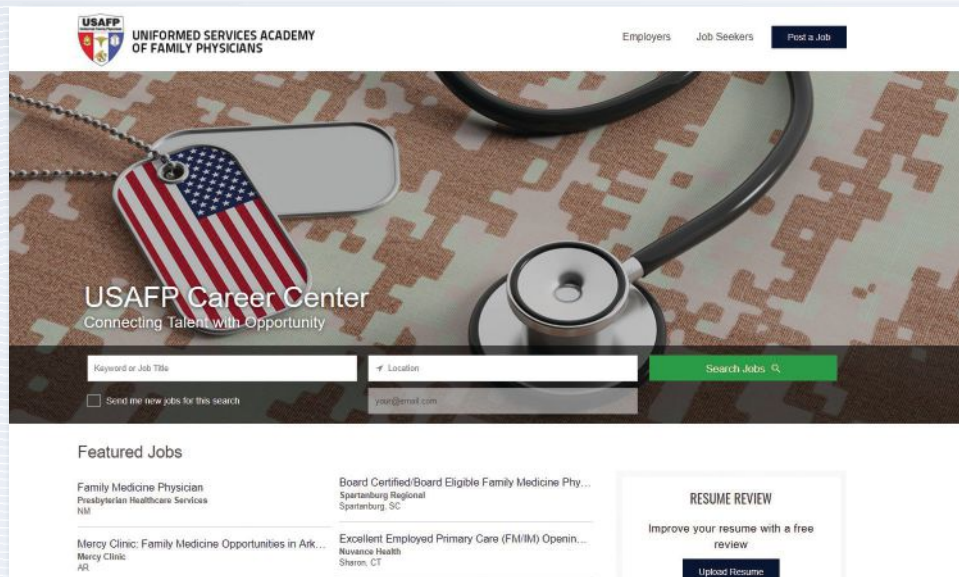 USAFP
UNIFORMED SERVICES ACADEMY
OF FAMILY PHYSICIANS
Employers
Job Seekers
Post a Job
USAFP Career Center
Connecting Talent with Opportunity
Keyword or Job Title
Location
Search Jobs
Send me new jobs for this search
your@email.com
Featured Jobs
Family Medicine Physician
Presbyterian Healthcare Services
NM
Mercy Clinic: Family Medicine Opportunities in Ark...
Mercy Clinic
AR
Board Certified/Board Eligible Family Medicine Phy...
Spartanburg Regional
Spartanburg, SC
Excellent Employed Primary Care (FM/IM) Openin...
Nuvance Health
Sharon, CT
RESUME REVIEW
Improve your resume with a free
review
Upload Resume